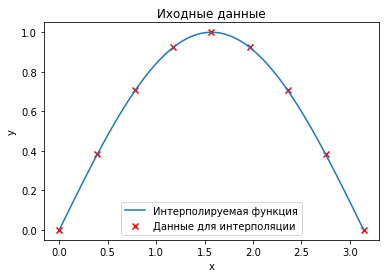 Иходные данные
1.0
0.8
0.6
0.4
0.2
0.0
y
Интерполируемая функция
Данные для интерполяции
0.0 0.5 1.0 1.5 2.0 2.5 3.0
x